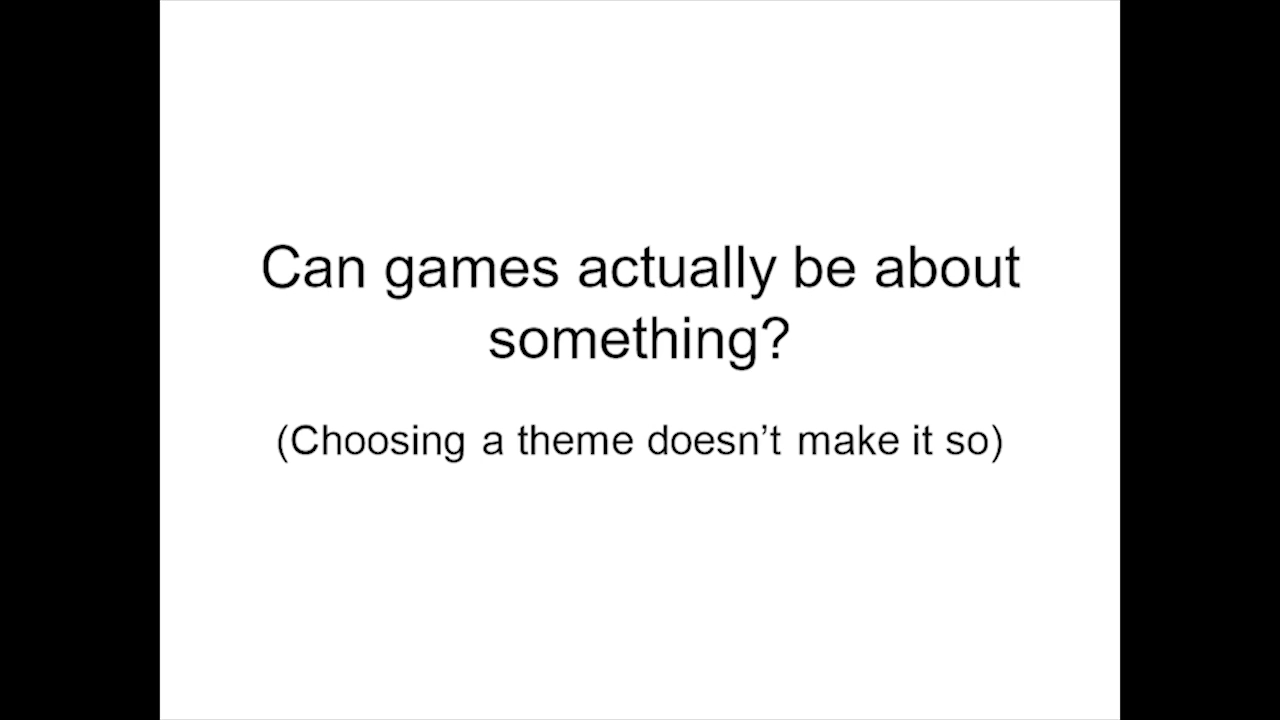 Can games actually be about
something?
(Choosing a theme doesn’t make it so)